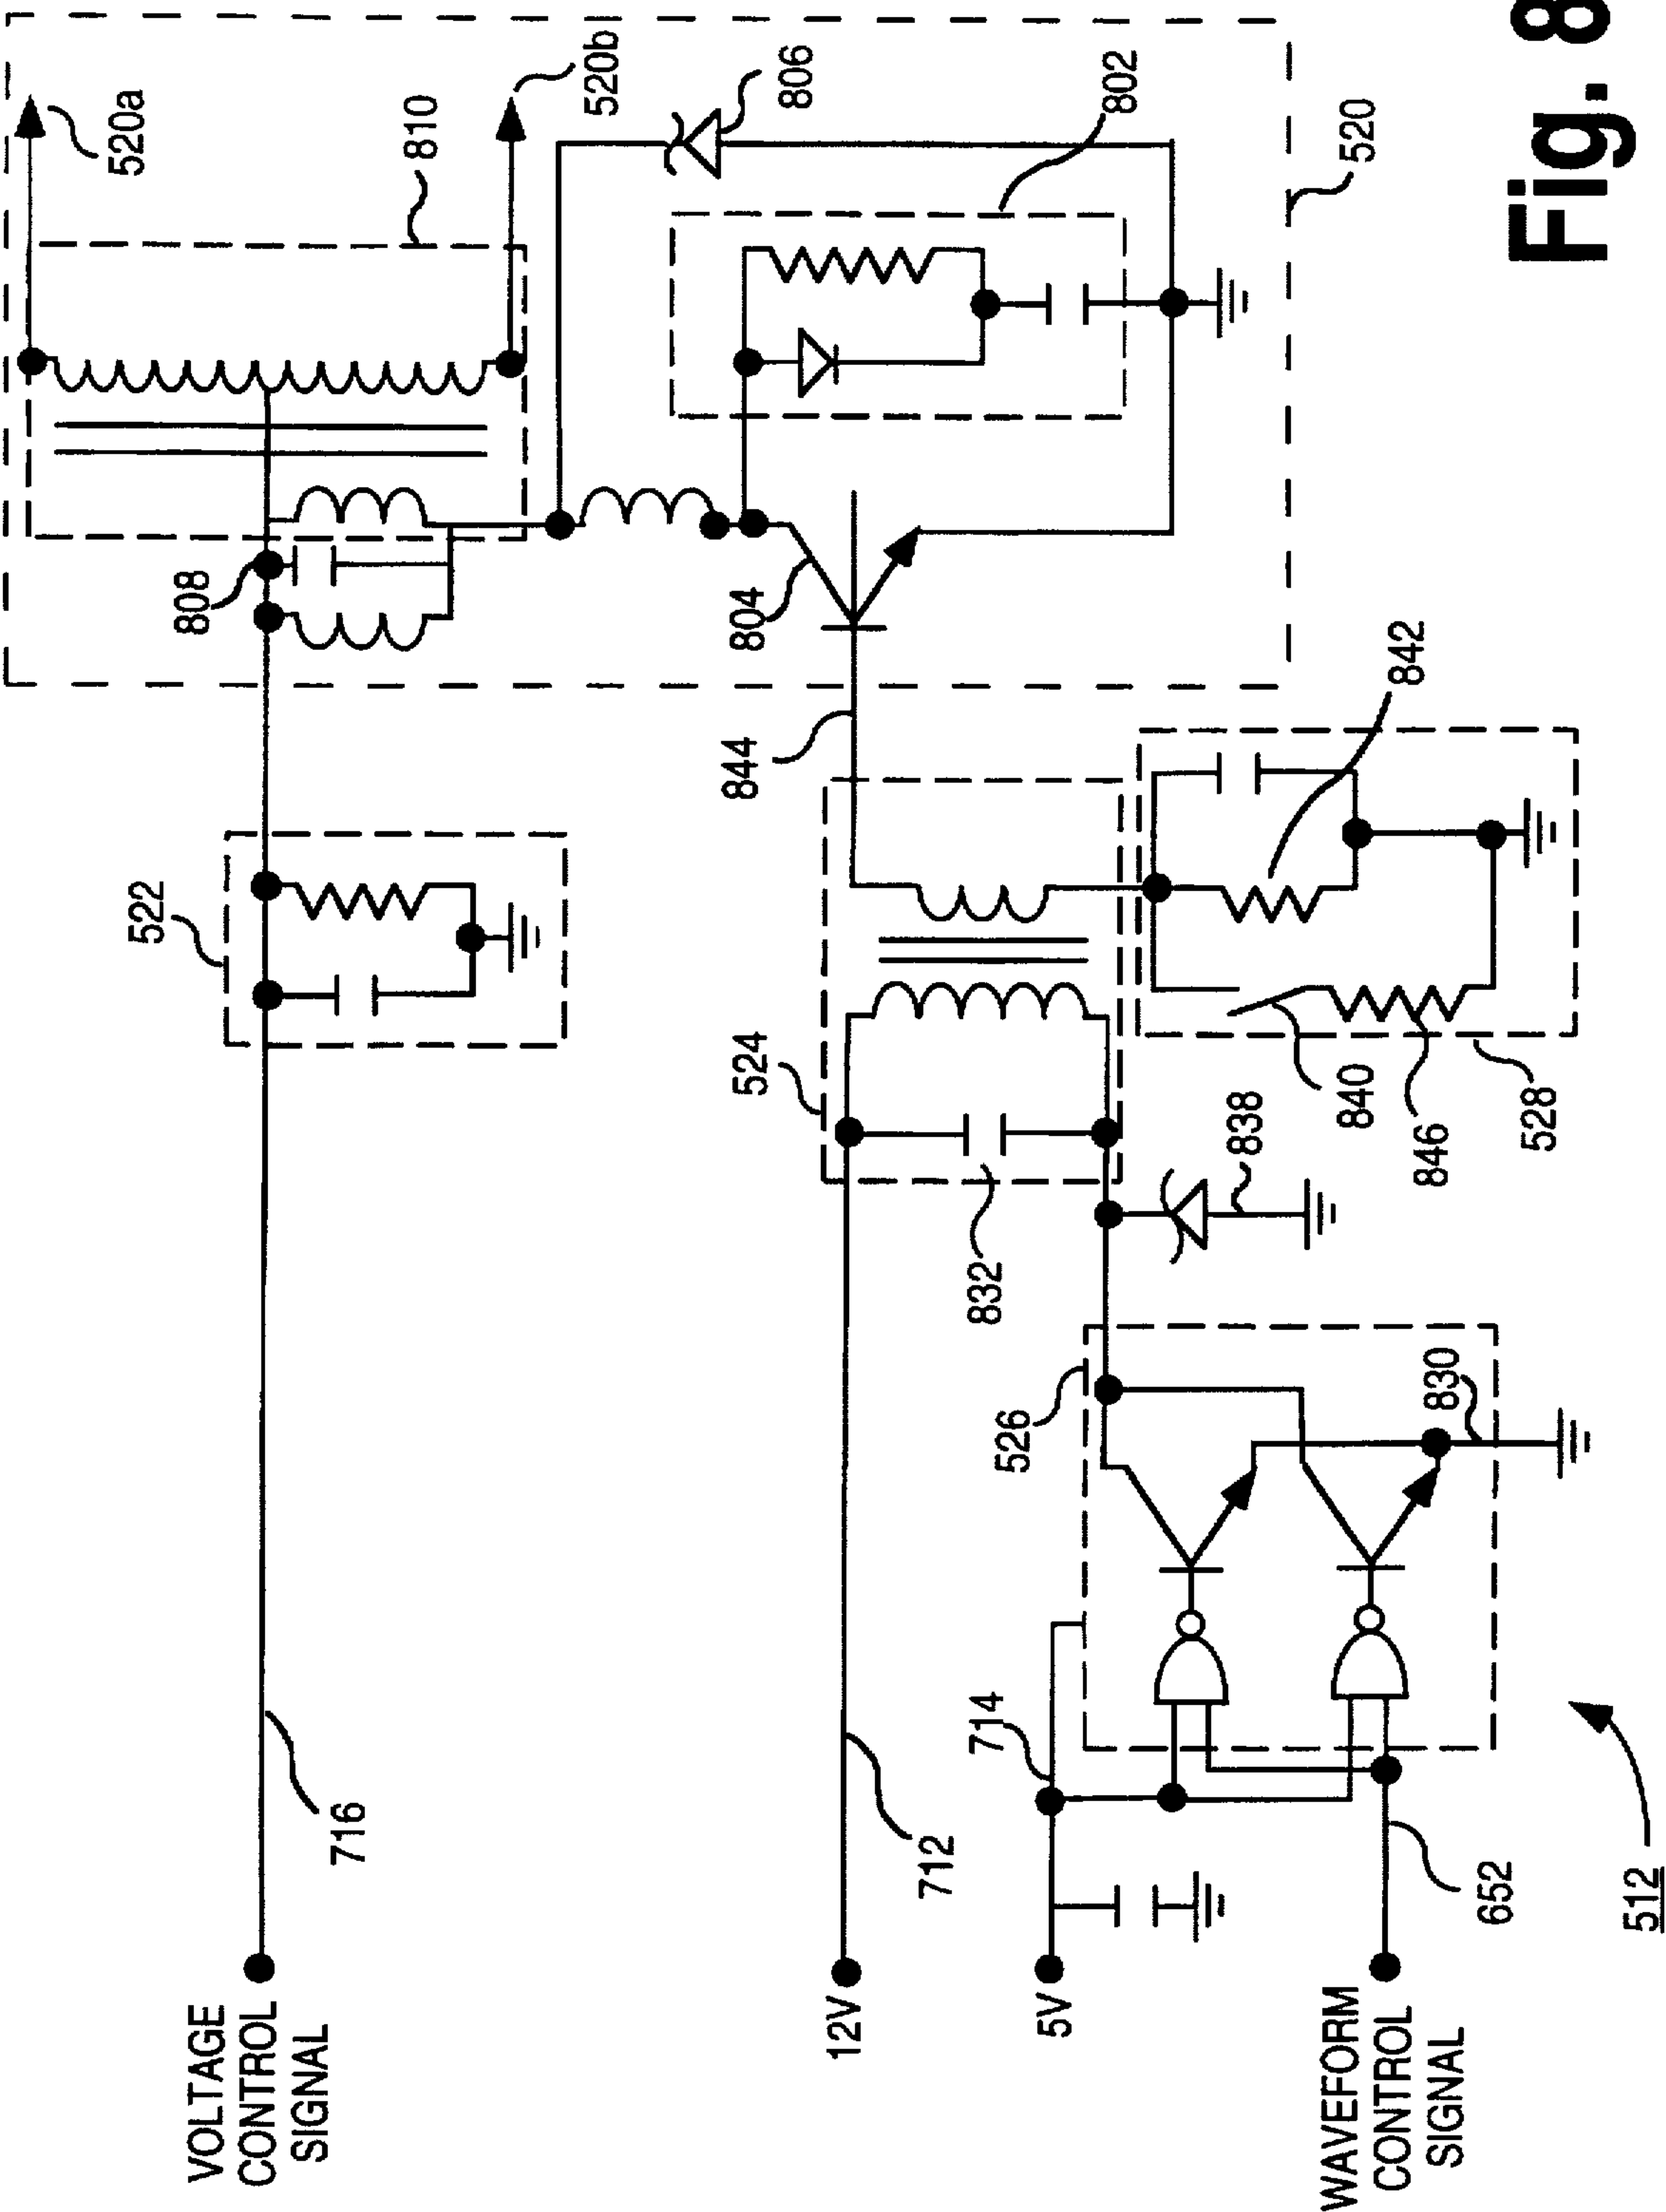 520a
810
520b
806
802
520
808
804
844
842
522
524
832
838
840
846
528
526
830
716
712
714
652
512
VOLTAGE
CONTROL
SIGNAL
12V
5V
WAVEFORM
CONTROL
SIGNAL
Fig. 8